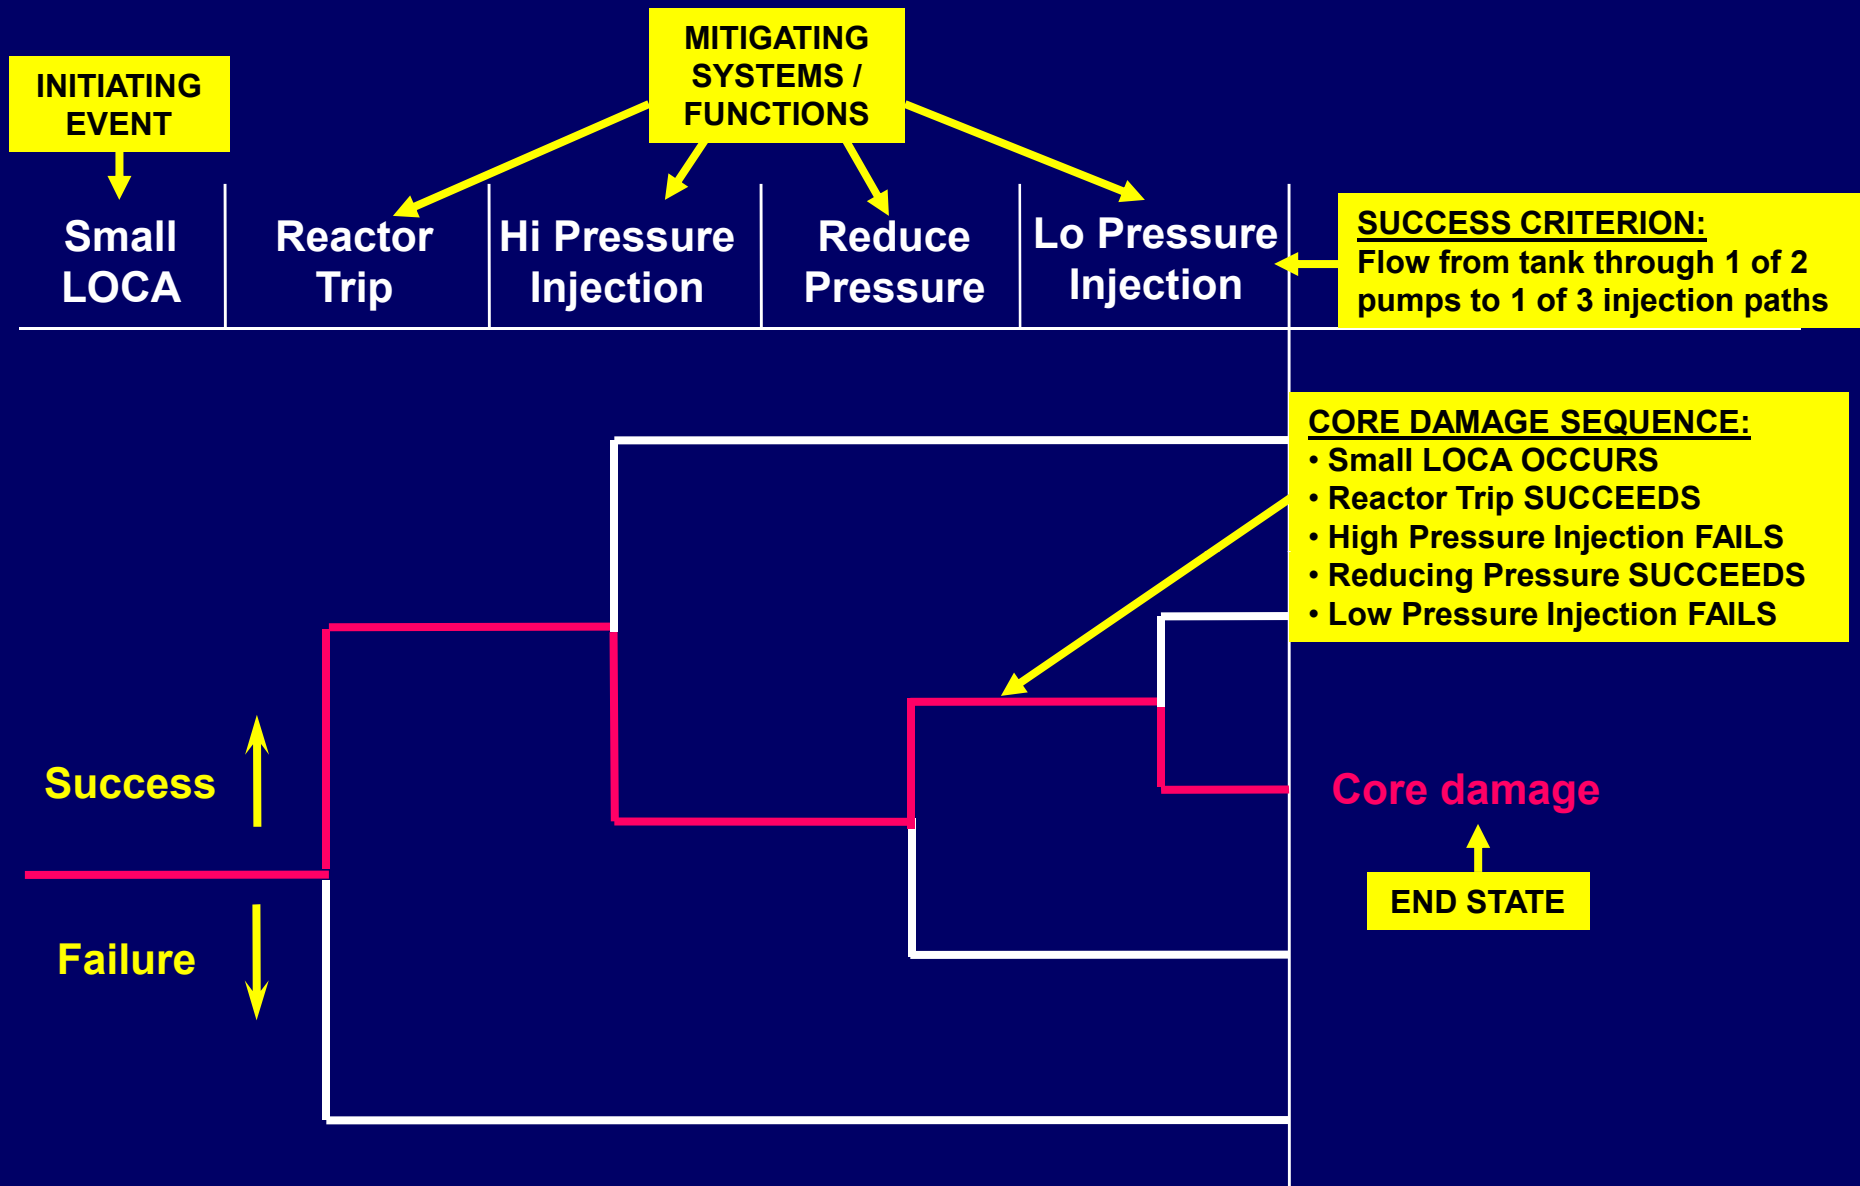 MITIGATING
SYSTEMS /
FUNCTIONS
INITIATING
EVENT
Small
LOCA
Reactor
Trip
Hi Pressure
Injection
Reduce
Pressure
Lo Pressure
Injection
SUCCESS CRITERION:
Flow from tank through 1 of 2
pumps to 1 of 3 injection paths
CORE DAMAGE SEQUENCE:
• Small LOCA OCCURS
• Reactor Trip SUCCEEDS
• High Pressure Injection FAILS
• Reducing Pressure SUCCEEDS
• Low Pressure Injection FAILS
Success
Failure
Core damage
END STATE